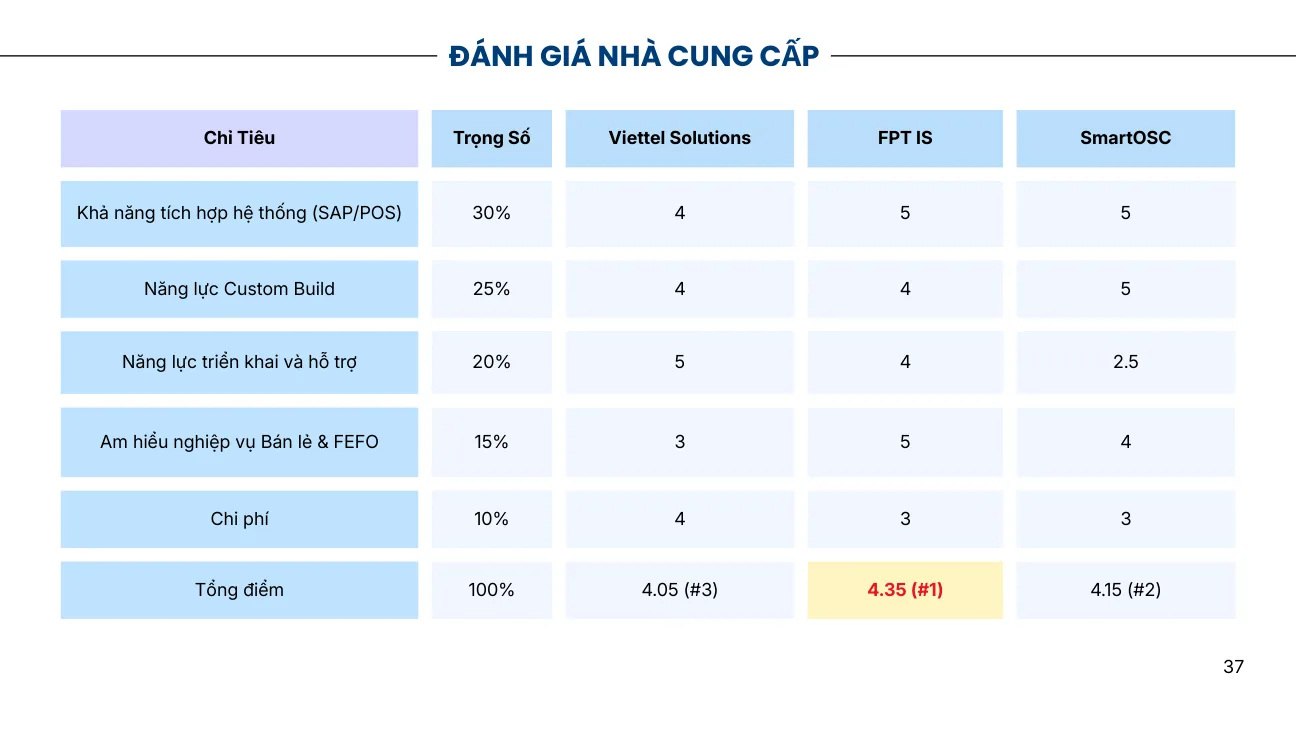 ĐÁNH GIÁ NHÀ CUNG CẤP
Chỉ Tiêu Trọng Số Viettel Solutions FPT IS SmartOSC
Khả năng tích hợp hệ thống (SAP/POS) 30% 4 5 5
Năng lực Custom Build 25% 4 4 5
Năng lực triển khai và hỗ trợ 20% 5 4 2.5
Am hiểu nghiệp vụ Bán lẻ & FEFO 15% 3 5 4
Chi phí 10% 4 3 3
Tổng điểm 100% 4.05 (#3) 4.35 (#1) 4.15 (#2)
37